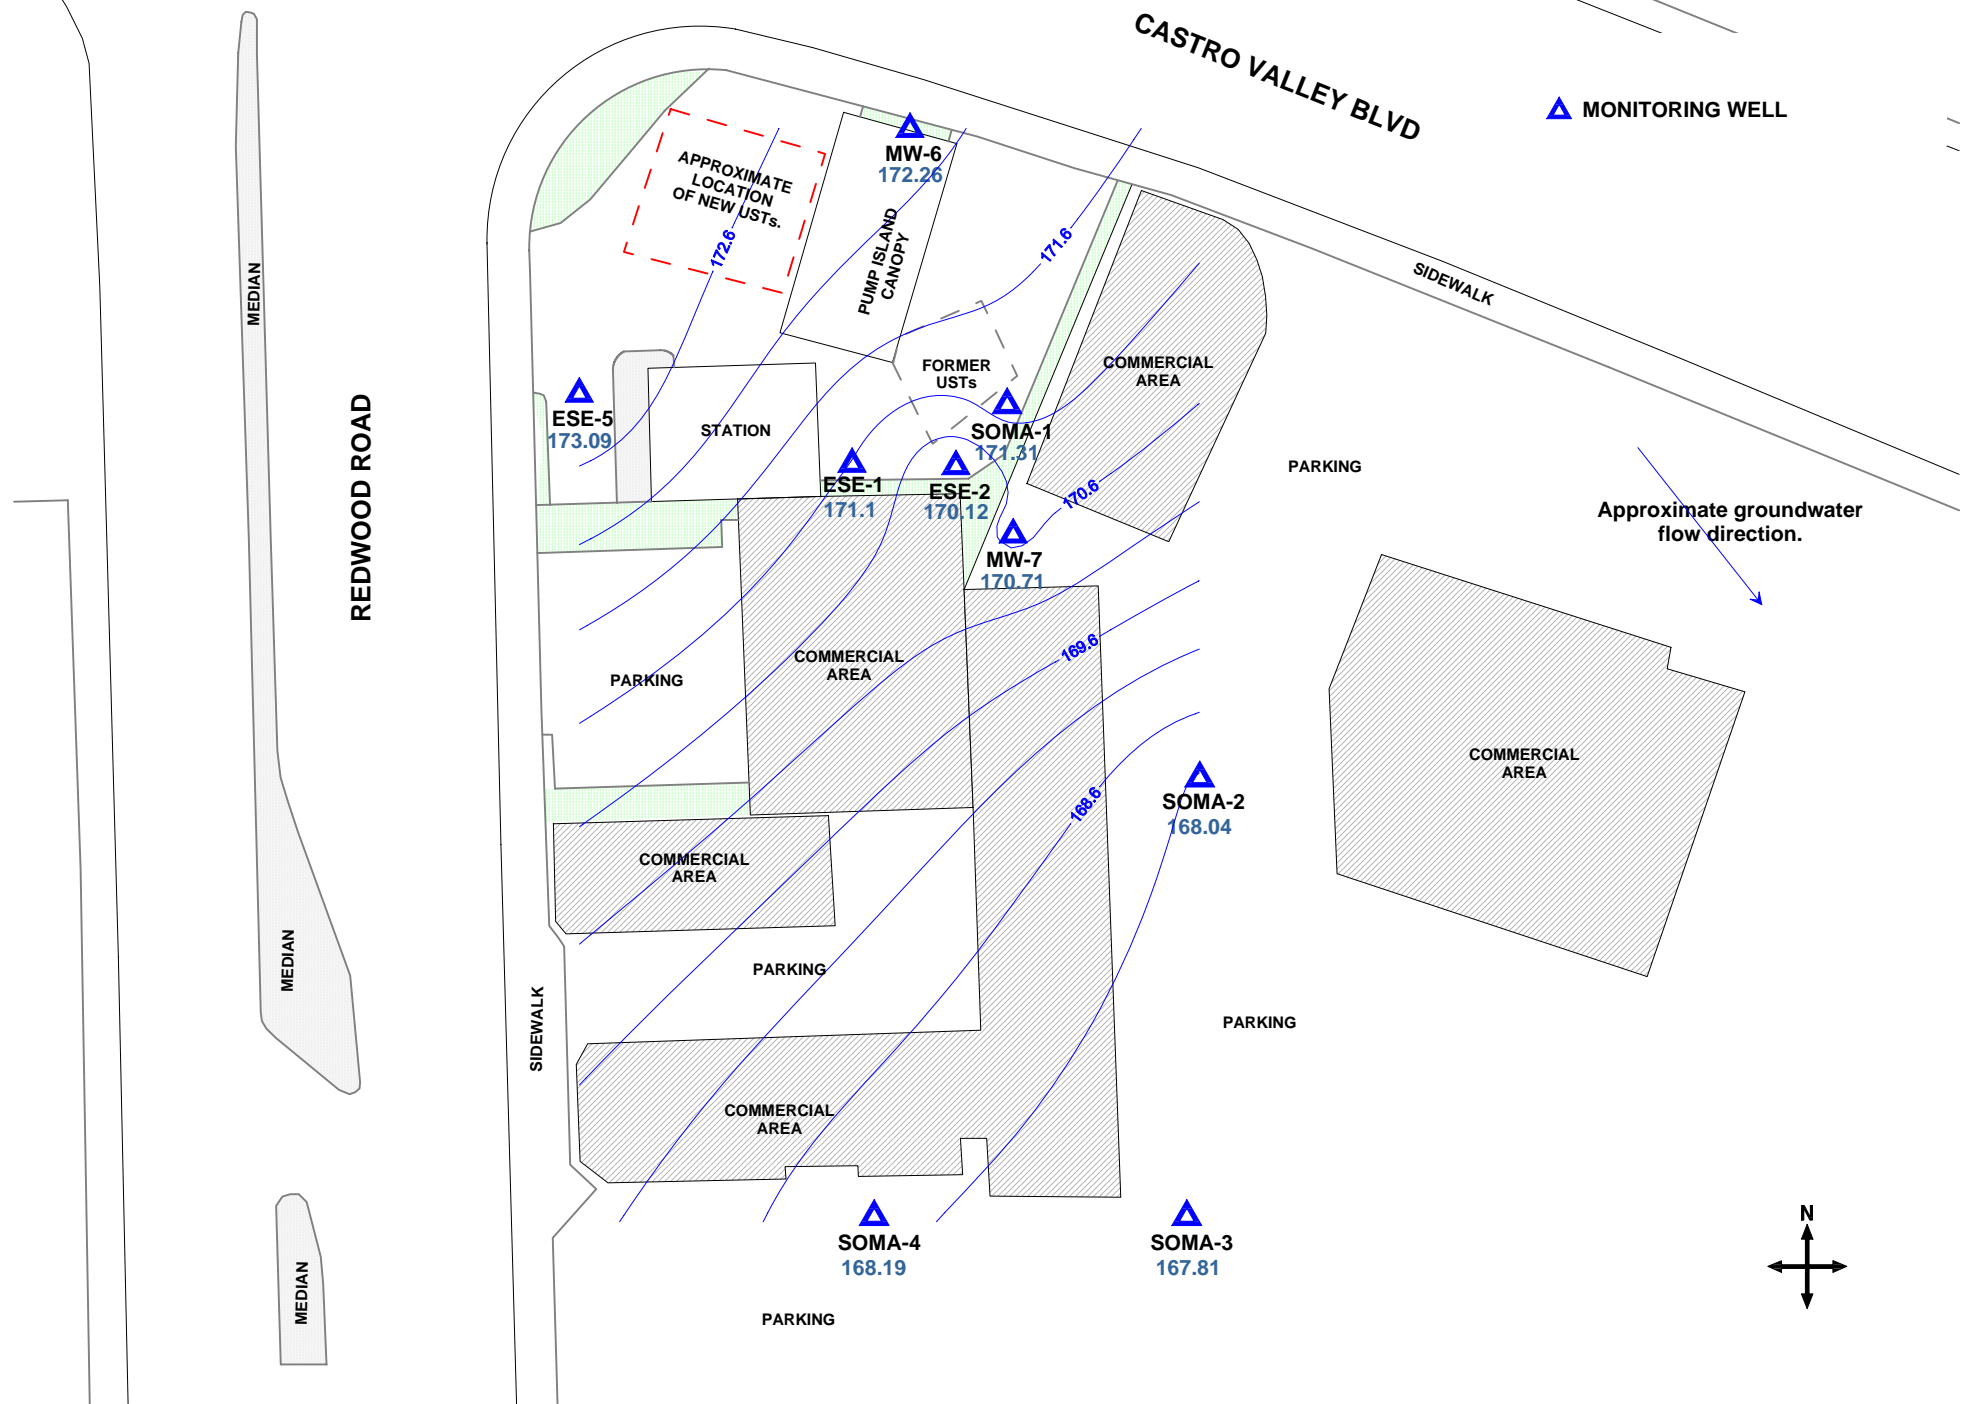 CASTRO VALLEY BLVD
MONITORING WELL
MW-6
172.26
APPROXIMATE
LOCATION
OF NEW USTs.
172.6
PUMP ISLAND
CANOPY
171.6
SIDEWALK
MEDIAN
FORMER
USTs
COMMERCIAL
AREA
ESE-5
173.09
STATION
SOMA-1
171.31
REDWOOD ROAD
PARKING
ESE-1
171.1
ESE-2
170.12
170.6
Approximate groundwater
flow direction.
MW-7
170.71
169.6
COMMERCIAL
AREA
PARKING
COMMERCIAL
AREA
168.6
SOMA-2
168.04
COMMERCIAL
AREA
MEDIAN
PARKING
SIDEWALK
PARKING
COMMERCIAL
AREA
N
SOMA-4
168.19
SOMA-3
167.81
MEDIAN
PARKING